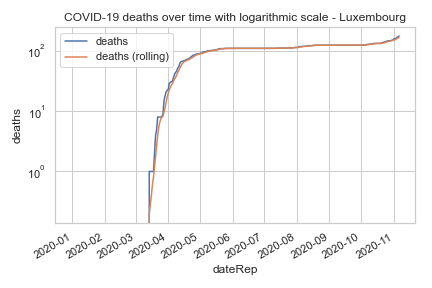 COVID-19 deaths over time with logarithmic scale - Luxembourg
deaths
deaths (rolling)
10²
10¹
10⁰
deaths
2020-01
2020-02
2020-03
2020-04
2020-05
2020-06
2020-07
2020-08
2020-09
2020-10
2020-11
dateRep